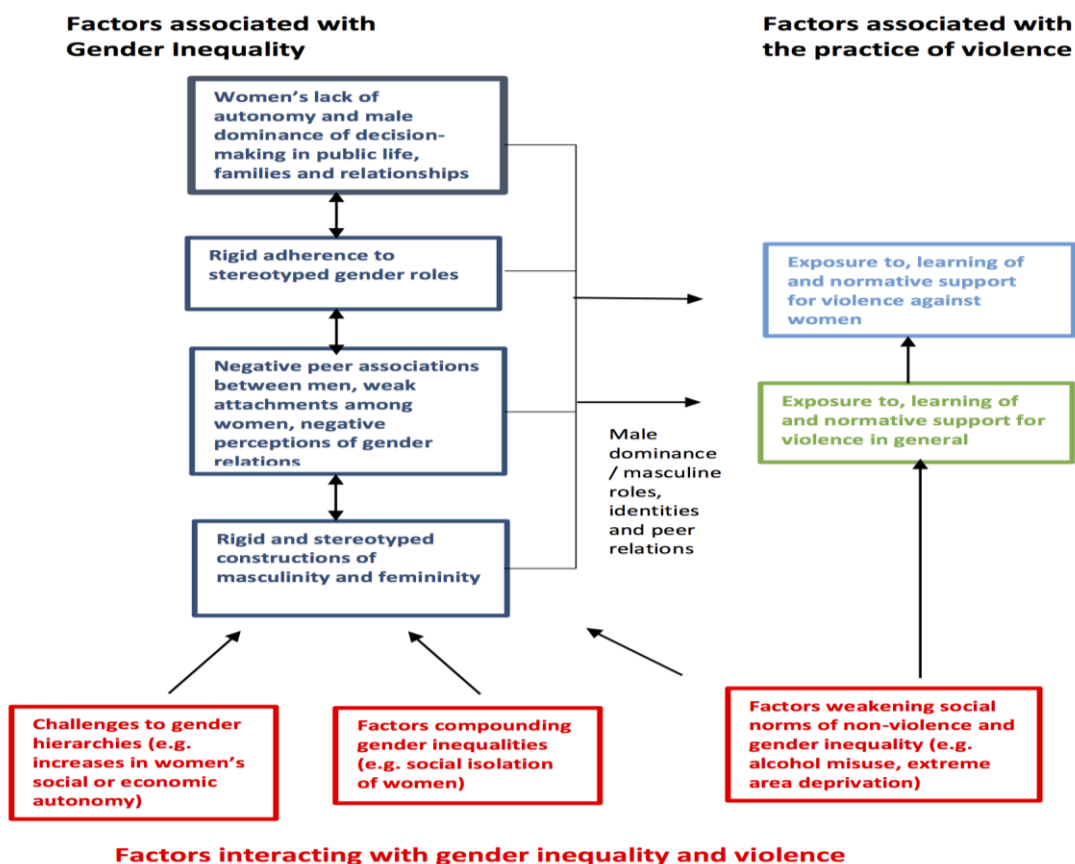 Factors associated with
Gender Inequality
Factors associated with
the practice of violence
Women's lack of
autonomy and male
dominance of decision-
making in public life,
families and relationships
Rigid adherence to
stereotyped gender roles
Negative peer associations
between men, weak
attachments among
women, negative
perceptions of gender
relations
Rigid and stereotyped
constructions of
masculinity and femininity
Exposure to, learning of
and normative support
for violence against
women
Exposure to, learning of
and normative support for
violence in general
Male
dominance
/ masculine
roles,
identities
and peer
relations
Challenges to gender
hierarchies (e.g.
increases in women's
social or economic
autonomy)
Factors compounding
gender inequalities
(e.g. social isolation
of women)
Factors weakening social
norms of non-violence and
gender inequality (e.g.
alcohol misuse, extreme
area deprivation)
Factors interacting with gender inequality and violence